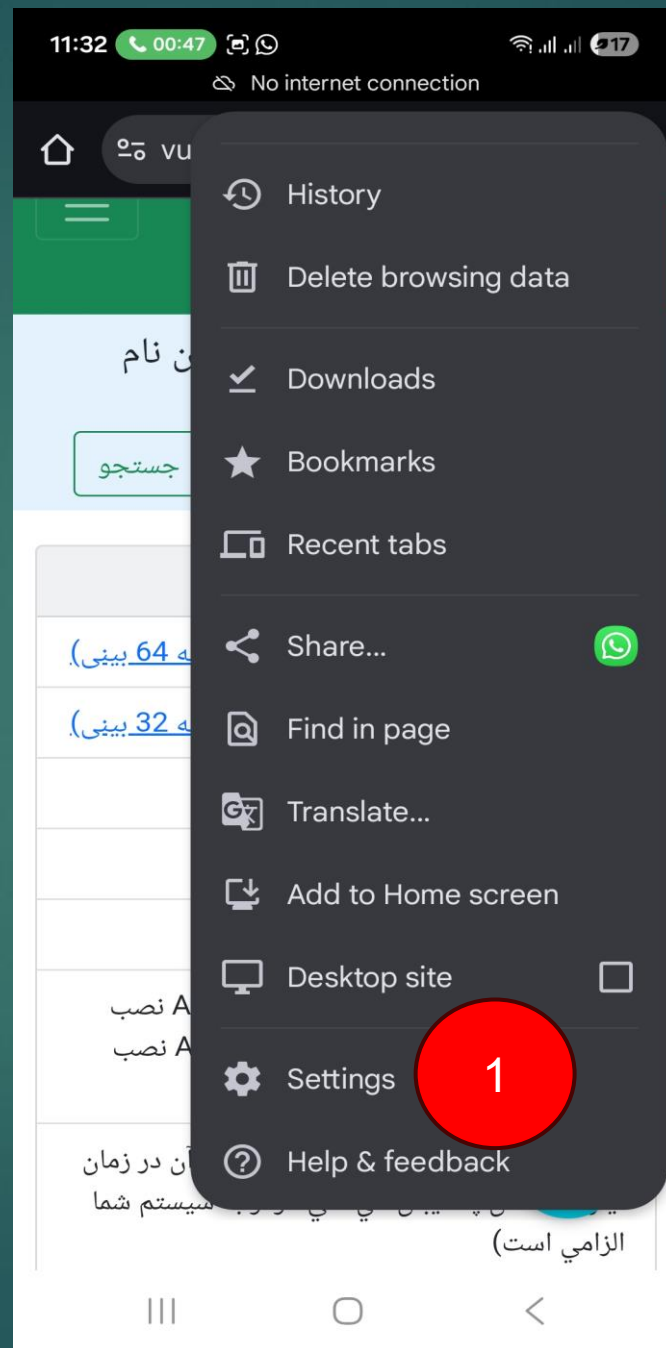 11:32 00:47 17
No internet connection
vu
History
Delete browsing data
ن نام
Downloads
جستجو
Bookmarks
Recent tabs
ه 64 بینی)
Share...
ه 32 بینی)
Find in page
Translate...
Add to Home screen
Desktop site
A نصب
A نصب
Settings
1
Help & feedback
آن در زمان
سیستم شما
الزامي است)